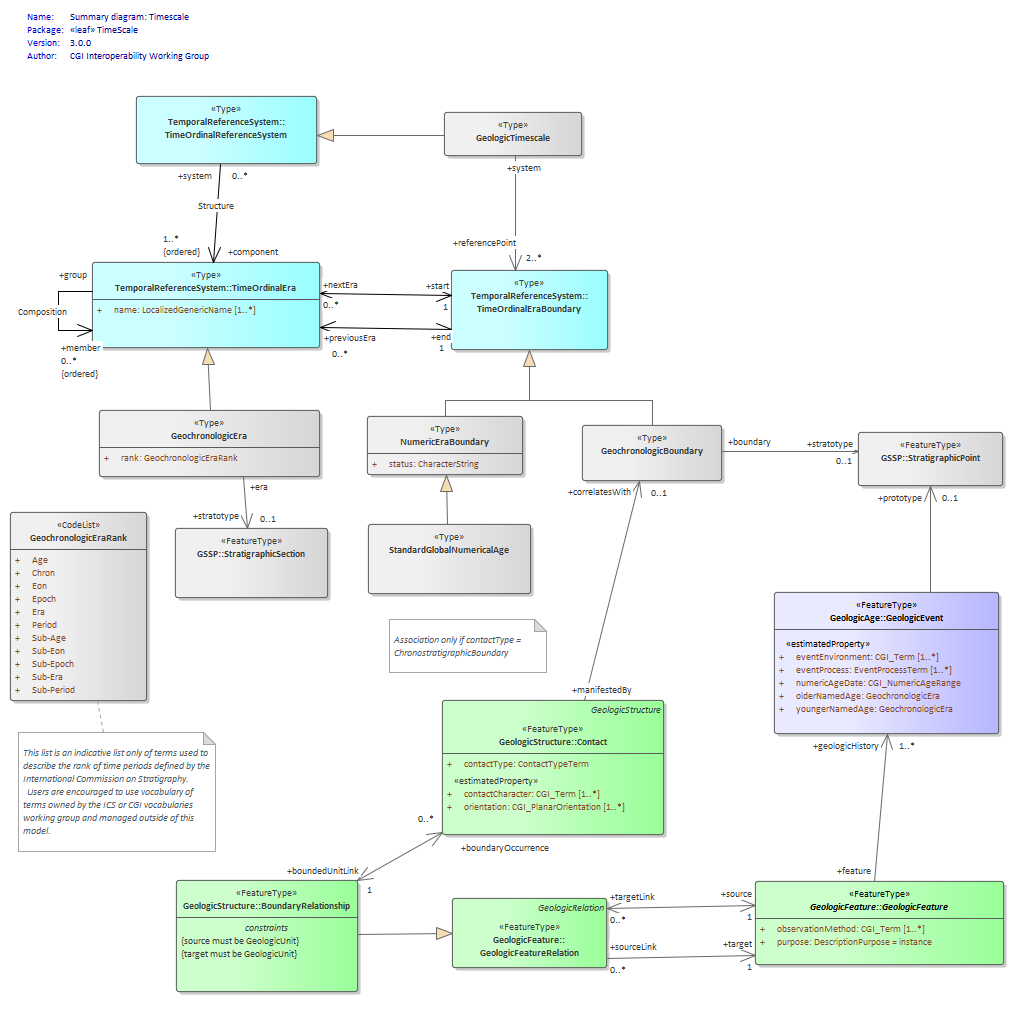 Name: Summary diagram: Timescale
Package: «leaf» TimeScale
Version: 3.0.0
Author: CGI Interoperability Working Group
«Type»
TemporalReferenceSystem::
TimeOrdinalReferenceSystem
«Type»
GeologicTimescale
+system 0..*
Structure
1..*
{ordered} +component
+system
+referencePoint
2..*
+group
Composition
+member
0..*
{ordered}
«Type»
TemporalReferenceSystem::TimeOrdinalEra
+ name: LocalizedGenericName [1..*]
+nextEra
0..*
+start
1
+previousEra
0..*
+end
1
«Type»
TemporalReferenceSystem::
TimeOrdinalEraBoundary
«Type»
GeochronologicEra
+ rank: GeochronologicEraRank
«Type»
NumericEraBoundary
+ status: CharacterString
«Type»
GeochronologicBoundary
+boundary
+stratotype
0..1
«FeatureType»
GSSP::StratigraphicPoint
+era
+stratotype 0..1
+correlatesWith 0..1
+prototype 0..1
«CodeList»
GeochronologicEraRank
+ Age
+ Chron
+ Eon
+ Epoch
+ Era
+ Period
+ Sub-Age
+ Sub-Eon
+ Sub-Epoch
+ Sub-Era
+ Sub-Period
«FeatureType»
GSSP::StratigraphicSection
«Type»
StandardGlobalNumericalAge
Association only if contactType =
ChronostratigraphicBoundary
«FeatureType»
GeologicAge::GeologicEvent
«estimatedProperty»
+ eventEnvironment: CGI_Term [1..*]
+ eventProcess: EventProcessTerm [1..*]
+ numericAgeDate: CGI_NumericAgeRange
+ olderNamedAge: GeochronologicEra
+ youngerNamedAge: GeochronologicEra
+geologicHistory 1..*
+manifestedBy
GeologicStructure
«FeatureType»
GeologicStructure::Contact
+ contactType: ContactTypeTerm
«estimatedProperty»
+ contactCharacter: CGI_Term [1..*]
+ orientation: CGI_PlanarOrientation [1..*]
This list is an indicative list only of terms used to
describe the rank of time periods defined by the
International Commission on Stratigraphy.
Users are encouraged to use vocabulary of
terms owned by the ICS or CGI vocabularies
working group and managed outside of this
model.
0..*
+boundaryOccurrence
+boundedUnitLink
1
+feature
«FeatureType»
GeologicStructure::BoundaryRelationship
constraints
{source must be GeologicUnit}
{target must be GeologicUnit}
GeologicRelation
«FeatureType»
GeologicFeature::
GeologicFeatureRelation
+targetLink
0..*
+source
1
+sourceLink
0..*
+target
1
«FeatureType»
GeologicFeature::GeologicFeature
+ observationMethod: CGI_Term [1..*]
+ purpose: DescriptionPurpose = instance